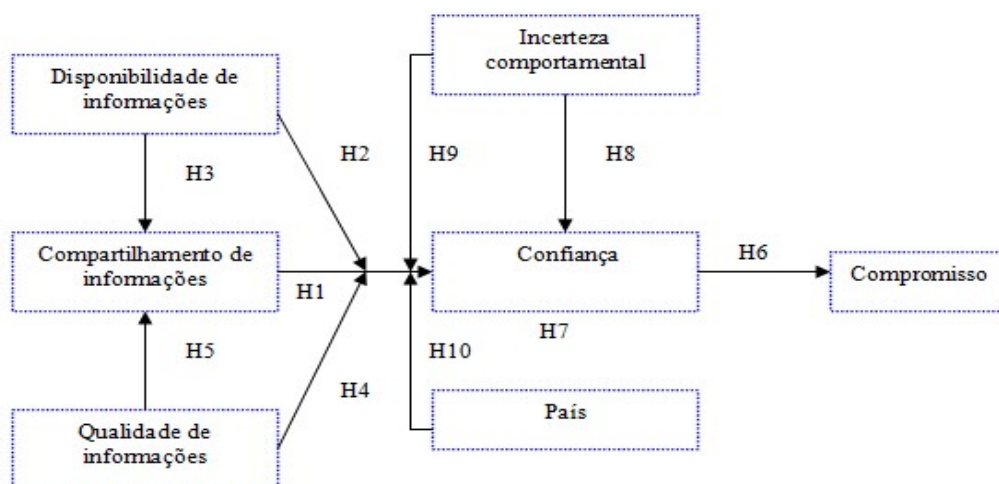 Incerteza
comportamental
Disponibilidade de
informações
H2
H9
H8
H3
Compartilhamento de
informações
Confiança
H6
Compromisso
H1
H7
H5
H10
H4
País
Qualidade de
informações